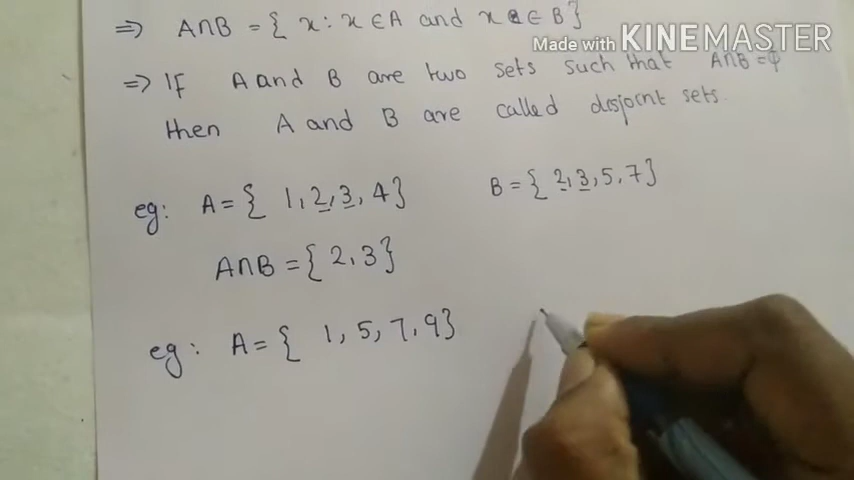 ⇒ A∩B = { x : x ∈ A and x ∈ B }
Made with KINEMASTER
⇒ If A and B are two sets such that A∩B = φ
then A and B are called disjoint sets.
eg: A = { 1, 2, 3, 4 } B = { 2, 3, 5, 7 }
A∩B = { 2, 3 }
eg: A = { 1, 5, 7, 9 }